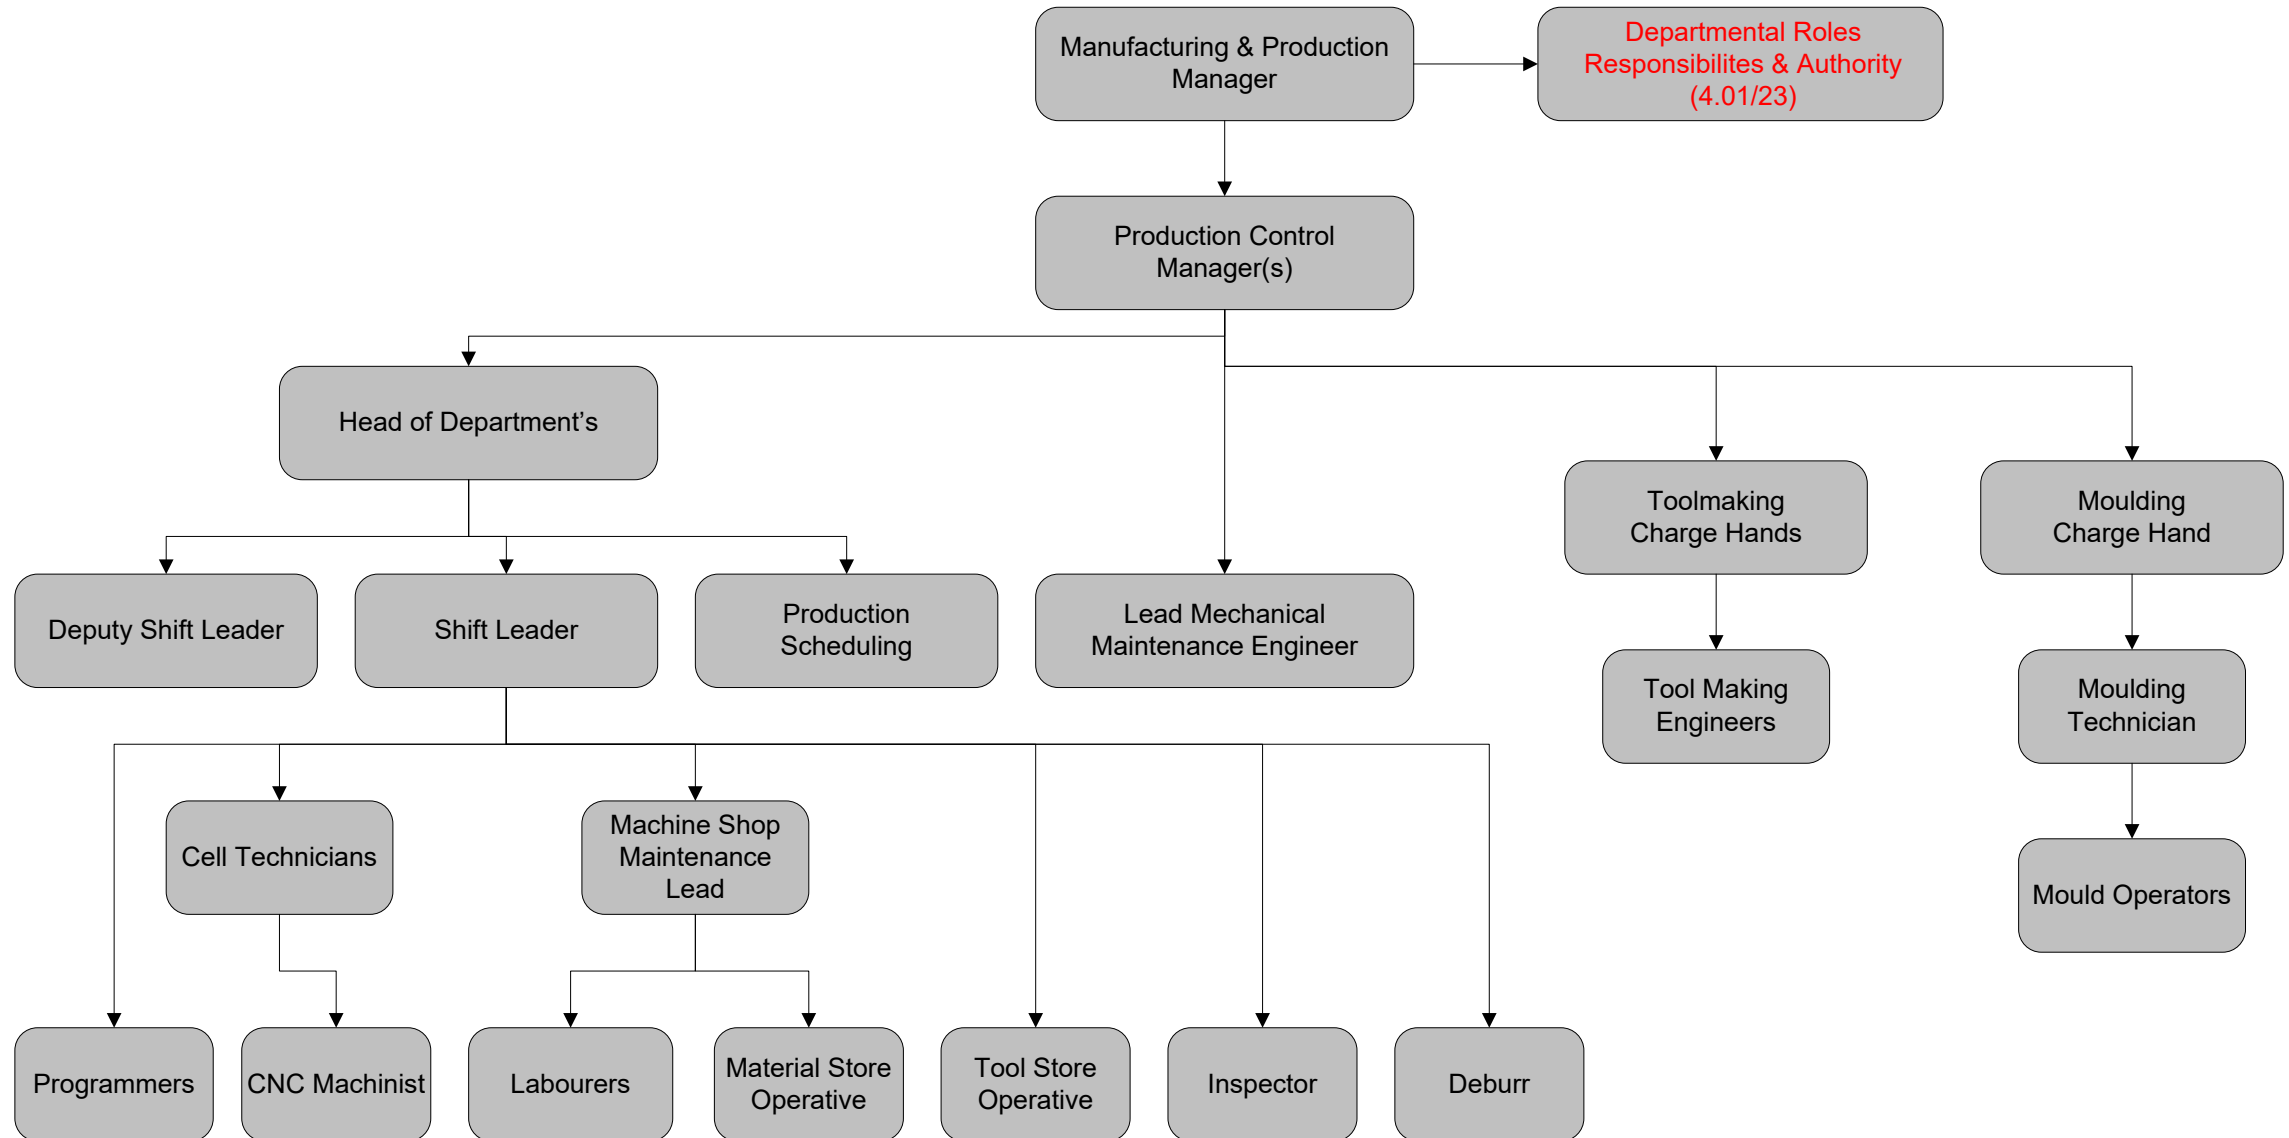 Manufacturing & Production
Manager
Departmental Roles
Responsibilites & Authority
(4.01/23)
Production Control
Manager(s)
Head of Department’s
Toolmaking
Charge Hands
Moulding
Charge Hand
Deputy Shift Leader
Shift Leader
Production
Scheduling
Lead Mechanical
Maintenance Engineer
Tool Making
Engineers
Moulding
Technician
Cell Technicians
Machine Shop
Maintenance
Lead
Mould Operators
Programmers
CNC Machinist
Labourers
Material Store
Operative
Tool Store
Operative
Inspector
Deburr